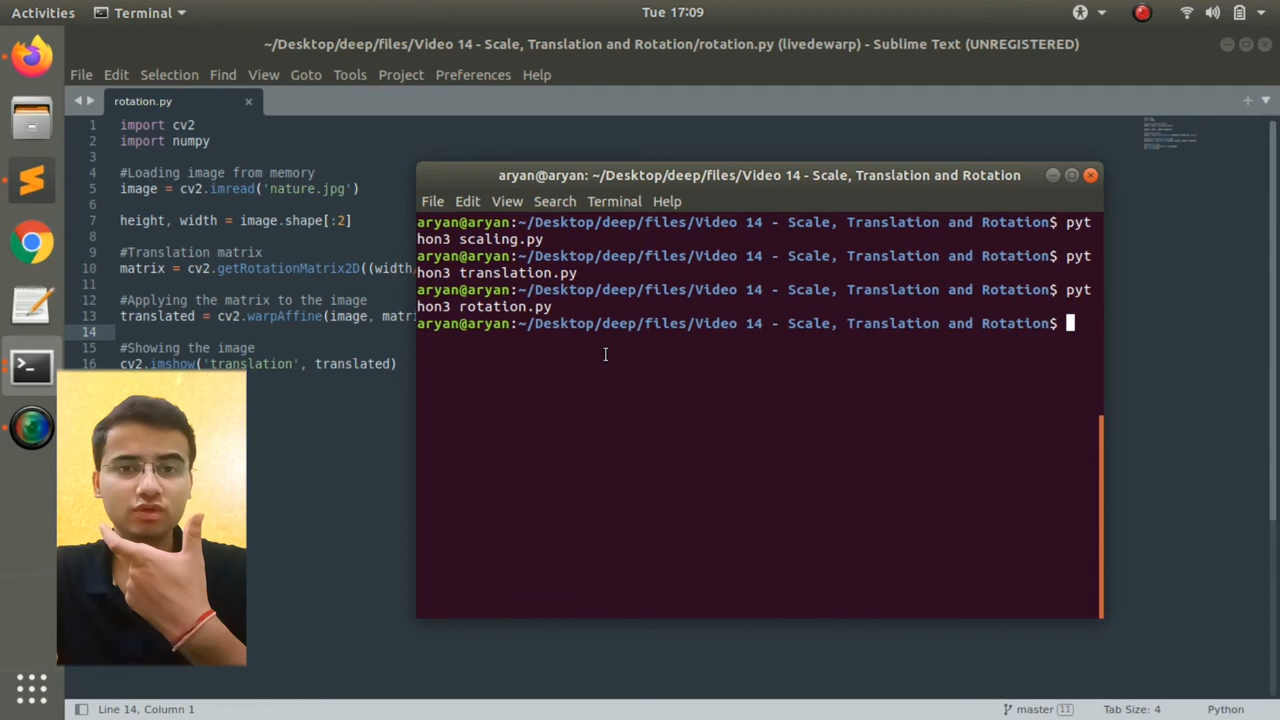 Activities
Terminal
Tue 17:09
~/Desktop/deep/files/Video 14 - Scale, Translation and Rotation/rotation.py (livedewarp) - Sublime Text (UNREGISTERED)
File Edit Selection Find View Goto Tools Project Preferences Help
rotation.py
1 import cv2
2 import numpy
3
4 #Loading image from memory
5 image = cv2.imread('nature.jpg')
6
7 height, width = image.shape[:2]
8
9 #Translation matrix
10 matrix = cv2.getRotationMatrix2D((width/
11
12 #Applying the matrix to the image
13 translated = cv2.warpAffine(image, matri
14
15 #Showing the image
16 cv2.imshow('translation', translated)
aryan@aryan: ~/Desktop/deep/files/Video 14 - Scale, Translation and Rotation
File Edit View Search Terminal Help
aryan@aryan:~/Desktop/deep/files/Video 14 - Scale, Translation and Rotation$ pyt
hon3 scaling.py
aryan@aryan:~/Desktop/deep/files/Video 14 - Scale, Translation and Rotation$ pyt
hon3 translation.py
aryan@aryan:~/Desktop/deep/files/Video 14 - Scale, Translation and Rotation$ pyt
hon3 rotation.py
aryan@aryan:~/Desktop/deep/files/Video 14 - Scale, Translation and Rotation$
Line 14, Column 1
master 11
Tab Size: 4
Python